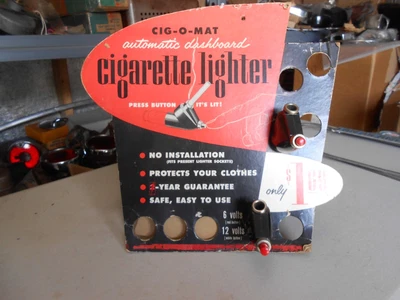 CIG-O-MAT
automatic dashboard
cigarette lighter
PRESS BUTTON IT'S LIT!
• NO INSTALLATION
(FITS PRESENT LIGHTER SOCKETS)
• PROTECTS YOUR CLOTHES
• 3-YEAR GUARANTEE
• SAFE, EASY TO USE
only
6 volts
12 volts